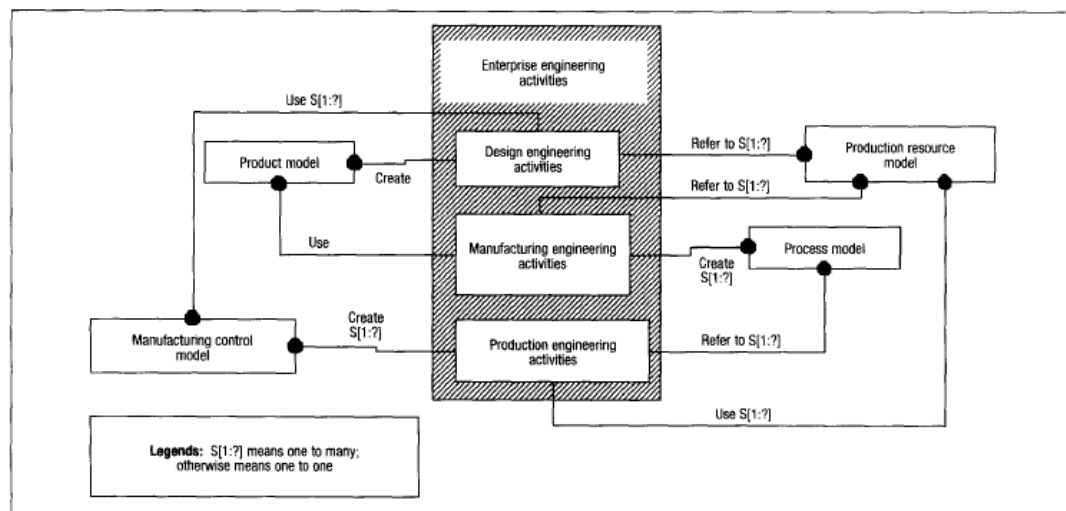 Enterprise engineering
activities
Use S[1:?]
Design engineering
activities
Refer to S[1:?]
Production resource
model
Product model
Create
Refer to S[1:?]
Use
Manufacturing engineering
activities
Create
S[1:?]
Process model
Create
S[1:?]
Manufacturing control
model
Production engineering
activities
Refer to S[1:?]
Use S[1:?]
Legends: S[1:?] means one to many;
otherwise means one to one